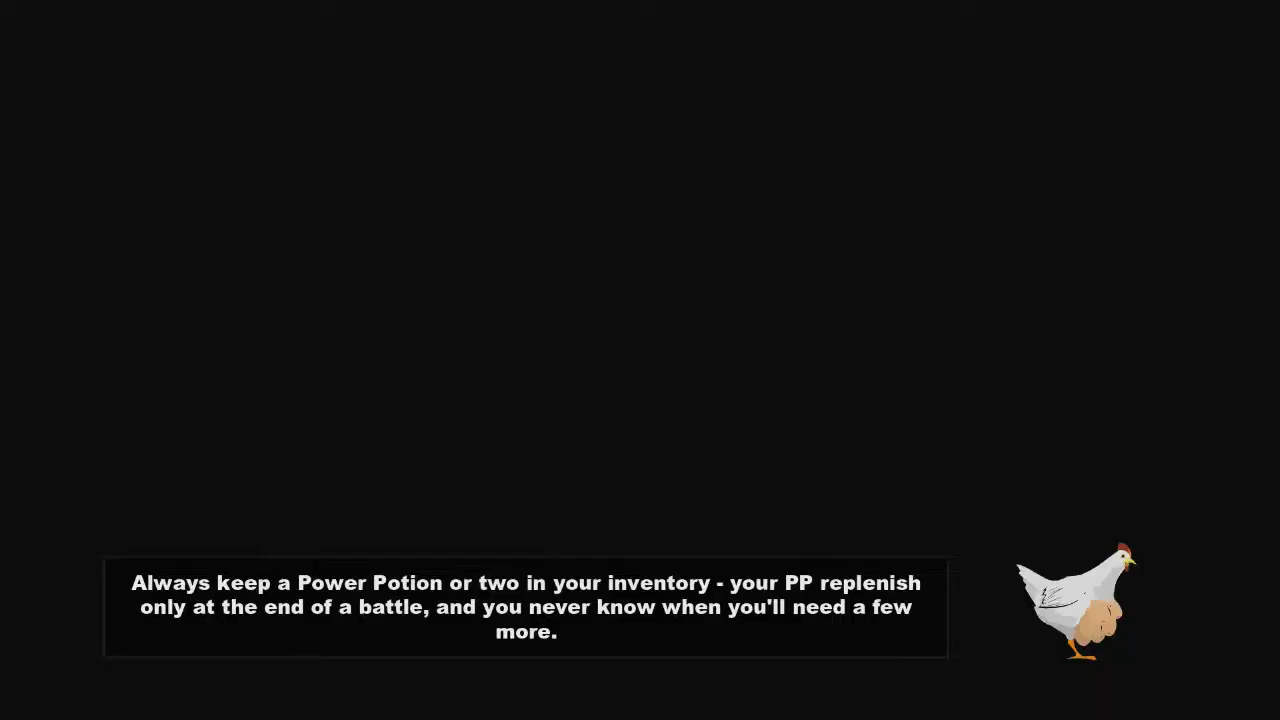 Always keep a Power Potion or two in your inventory - your PP replenish
only at the end of a battle, and you never know when you'll need a few
more.